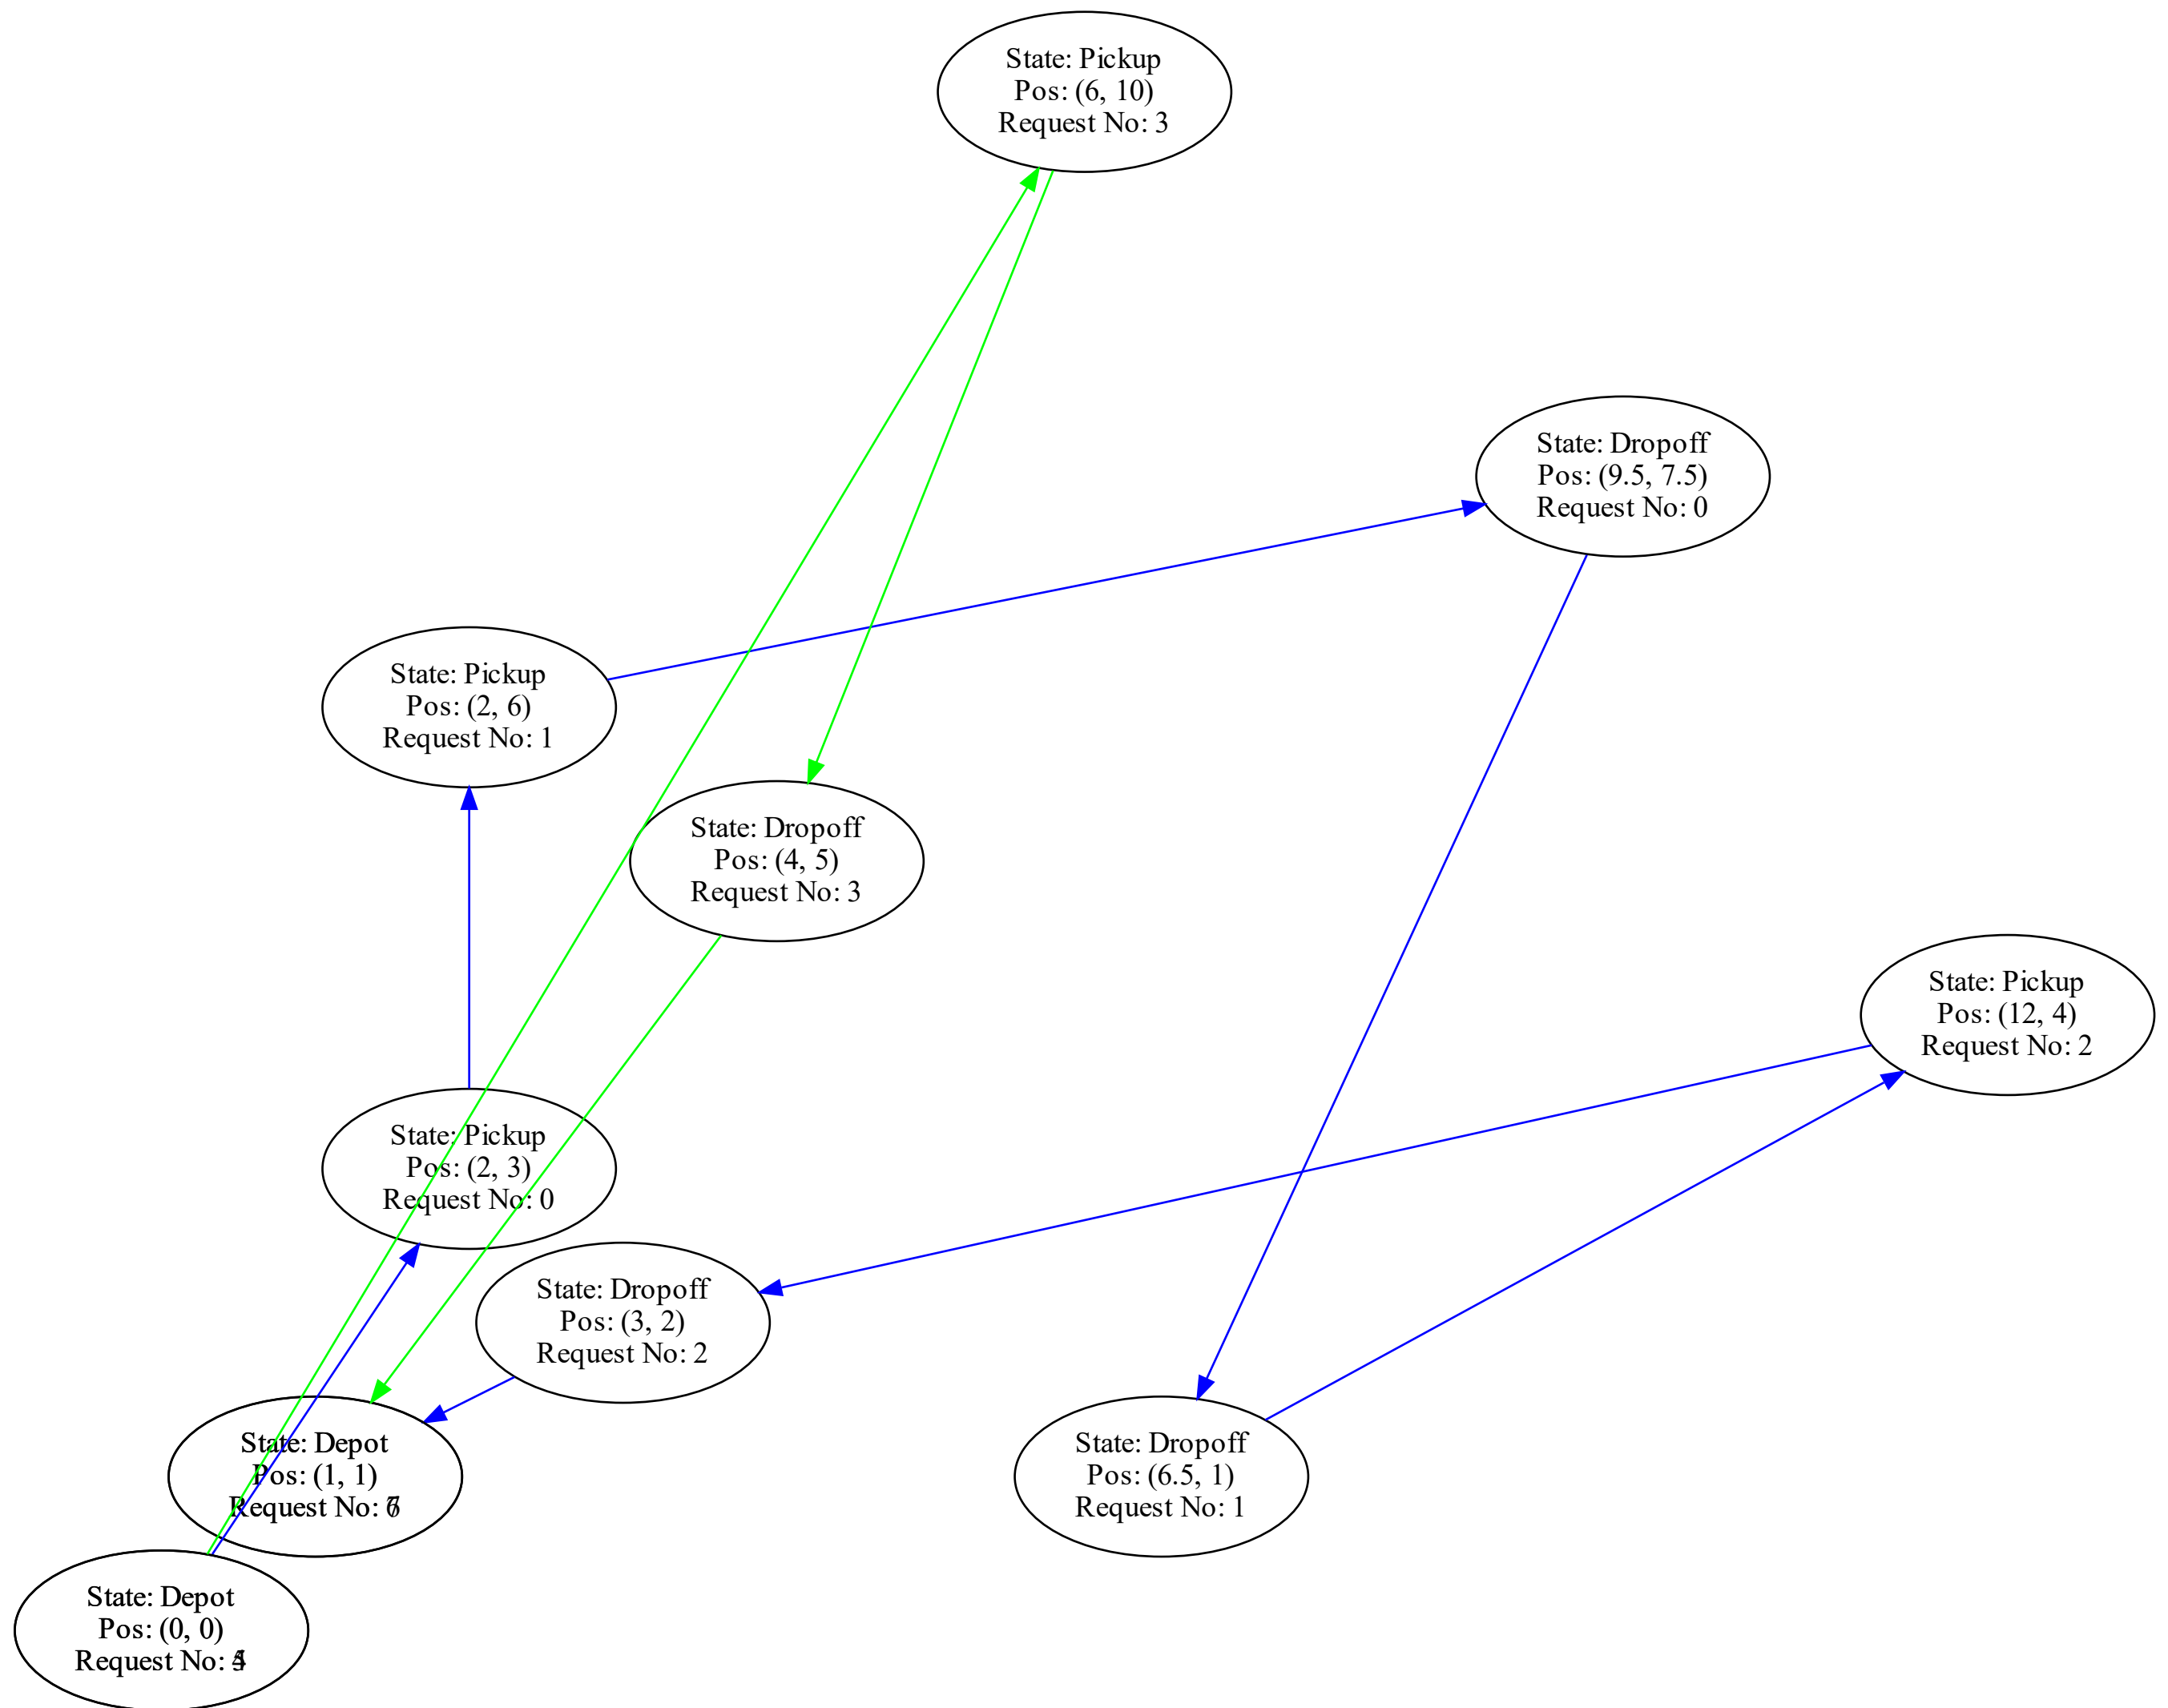 State: Pickup
Pos: (6, 10)
Request No: 3
State: Dropoff
Pos: (9.5, 7.5)
Request No: 0
State: Pickup
Pos: (2, 6)
Request No: 1
State: Dropoff
Pos: (4, 5)
Request No: 3
State: Pickup
Pos: (12, 4)
Request No: 2
State: Pickup
Pos: (2, 3)
Request No: 0
State: Dropoff
Pos: (3, 2)
Request No: 2
State: Depot
Pos: (1, 1)
Request No:
State: Dropoff
Pos: (6.5, 1)
Request No: 1
State: Depot
Pos: (0, 0)
Request No: